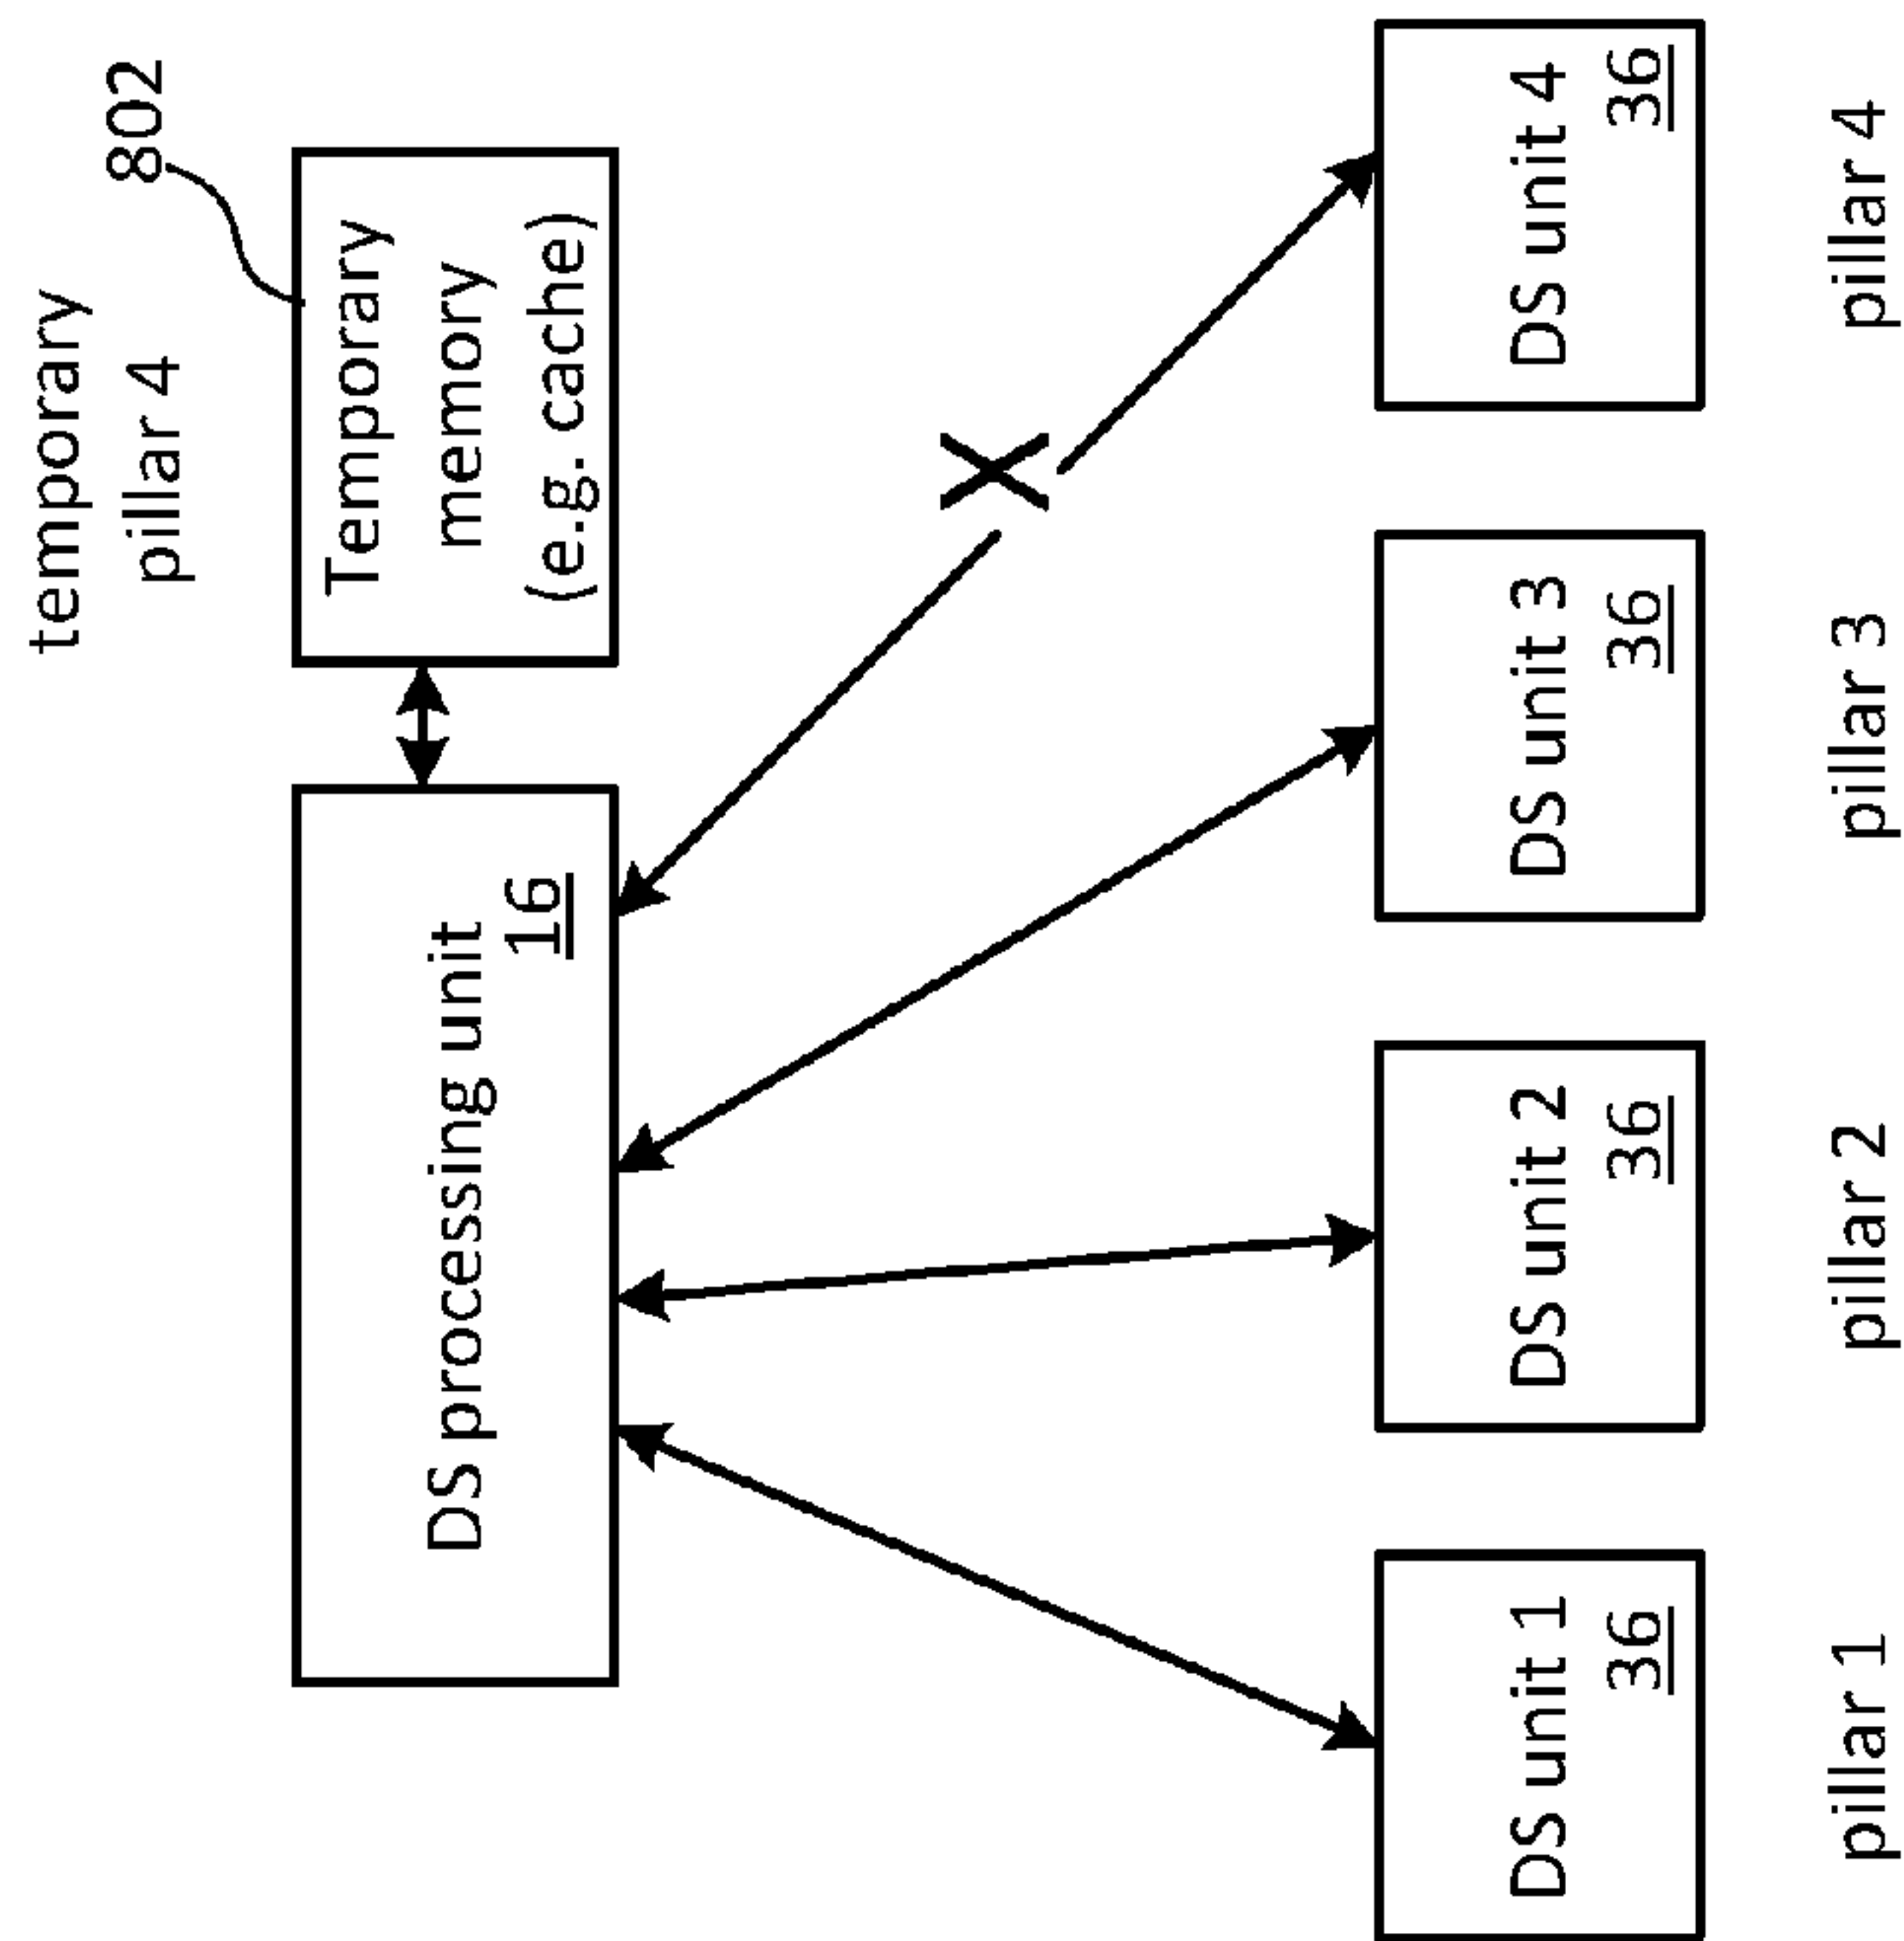 temporary
pillar 4
802
DS processing unit
16
Temporary
memory
(e.g. cache)
X
DS unit 1
36
DS unit 2
36
DS unit 3
36
DS unit 4
36
pillar 1
pillar 2
pillar 3
pillar 4